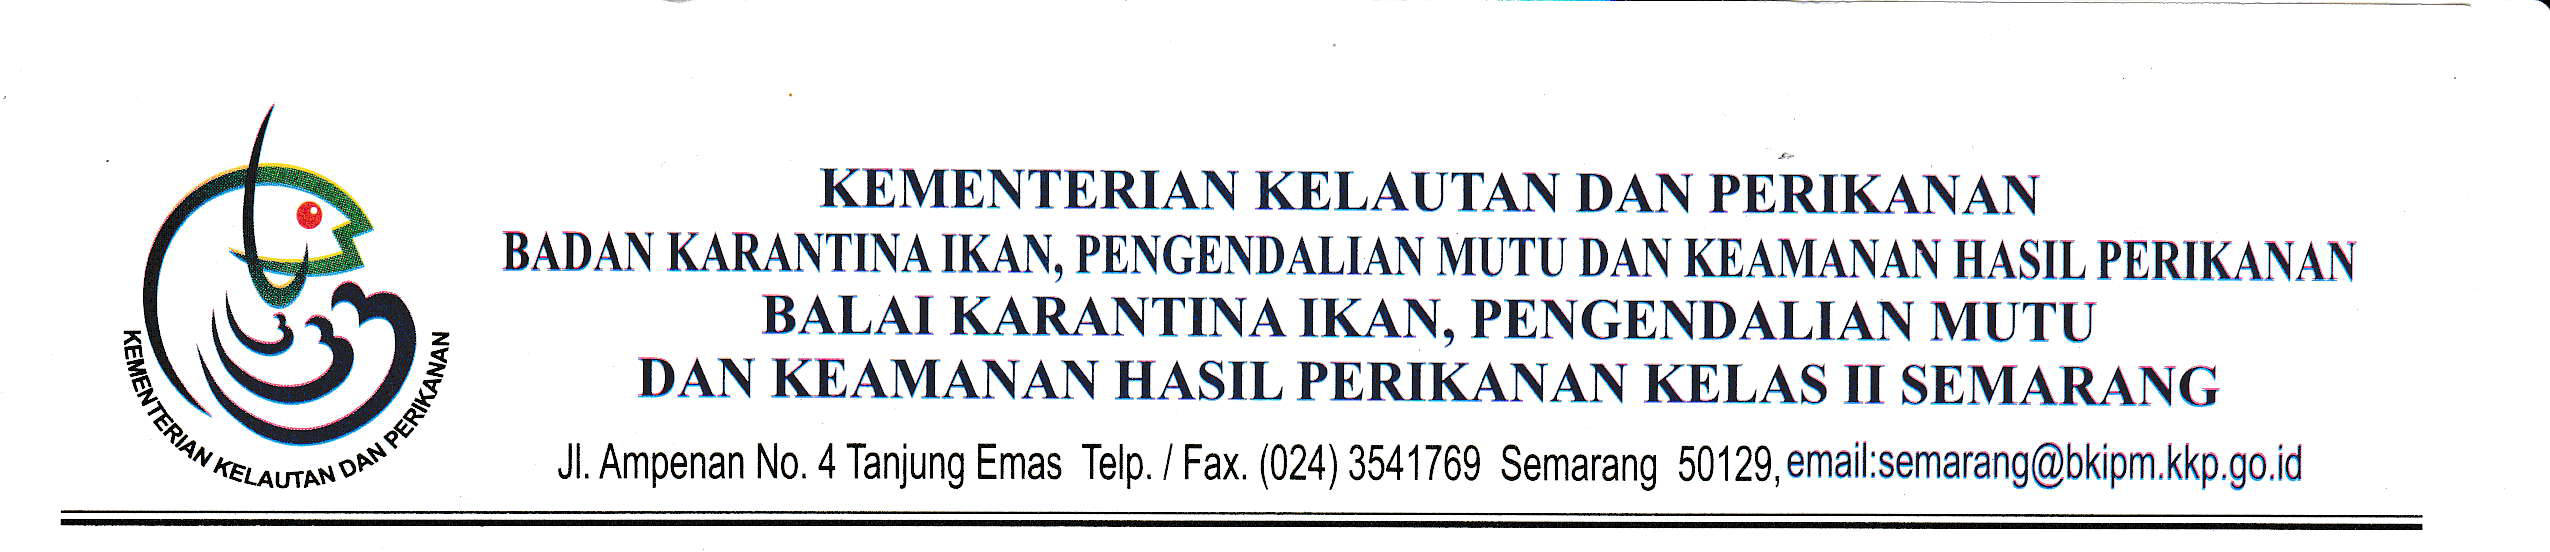 KEMENTERIAN KELAUTAN DAN PERIKANAN
BADAN KARANTINA IKAN, PENGENDALIAN MUTU DAN KEAMANAN HASIL PERIKANAN
BALAI KARANTINA IKAN, PENGENDALIAN MUTU
DAN KEAMANAN HASIL PERIKANAN KELAS II SEMARANG
Jl. Ampenan No. 4 Tanjung Emas Telp. / Fax. (024) 3541769 Semarang 50129, email:semarang@bkipm.kkp.go.id
KEMENTERIAN KELAUTAN DAN PERIKANAN